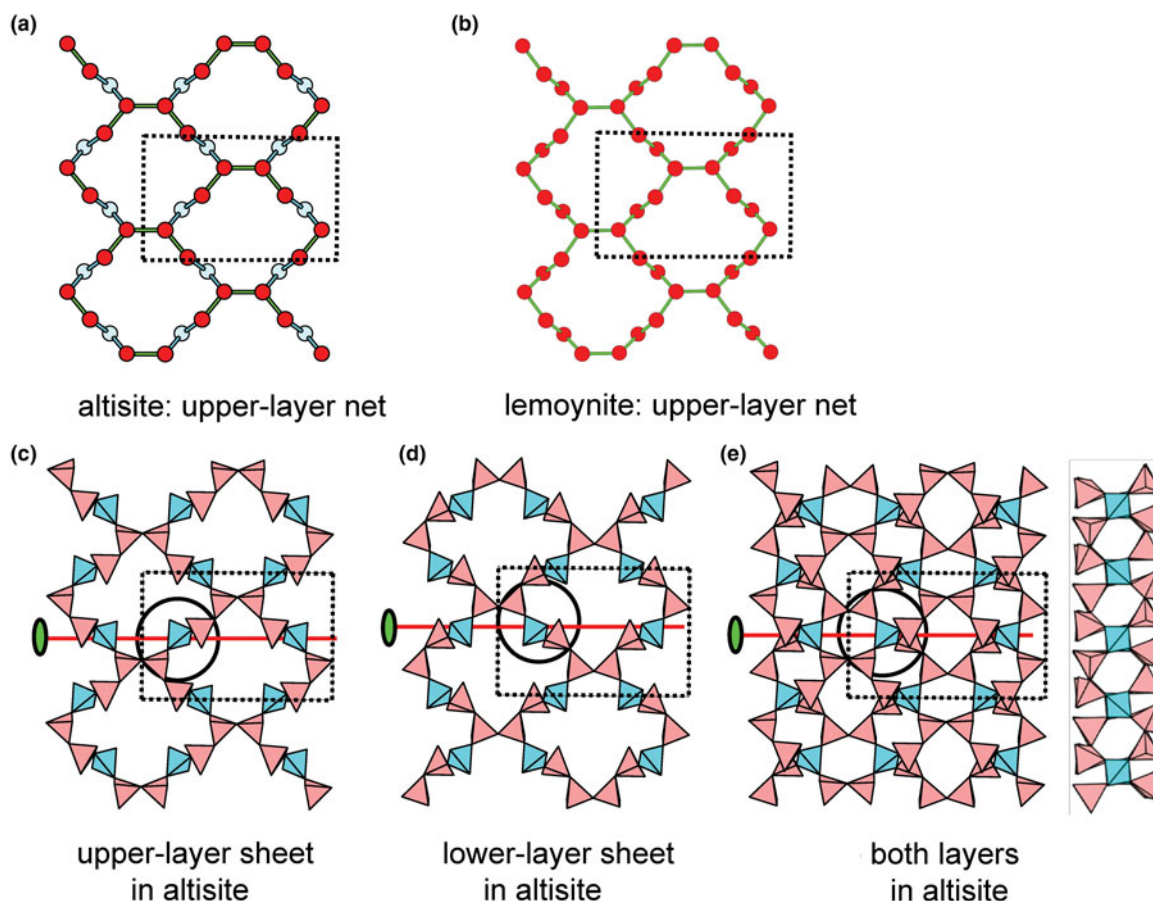 (a)
(b)
altisite: upper-layer net
lemoynite: upper-layer net
(c)
(d)
(e)
upper-layer sheet
in altisite
lower-layer sheet
in altisite
both layers
in altisite